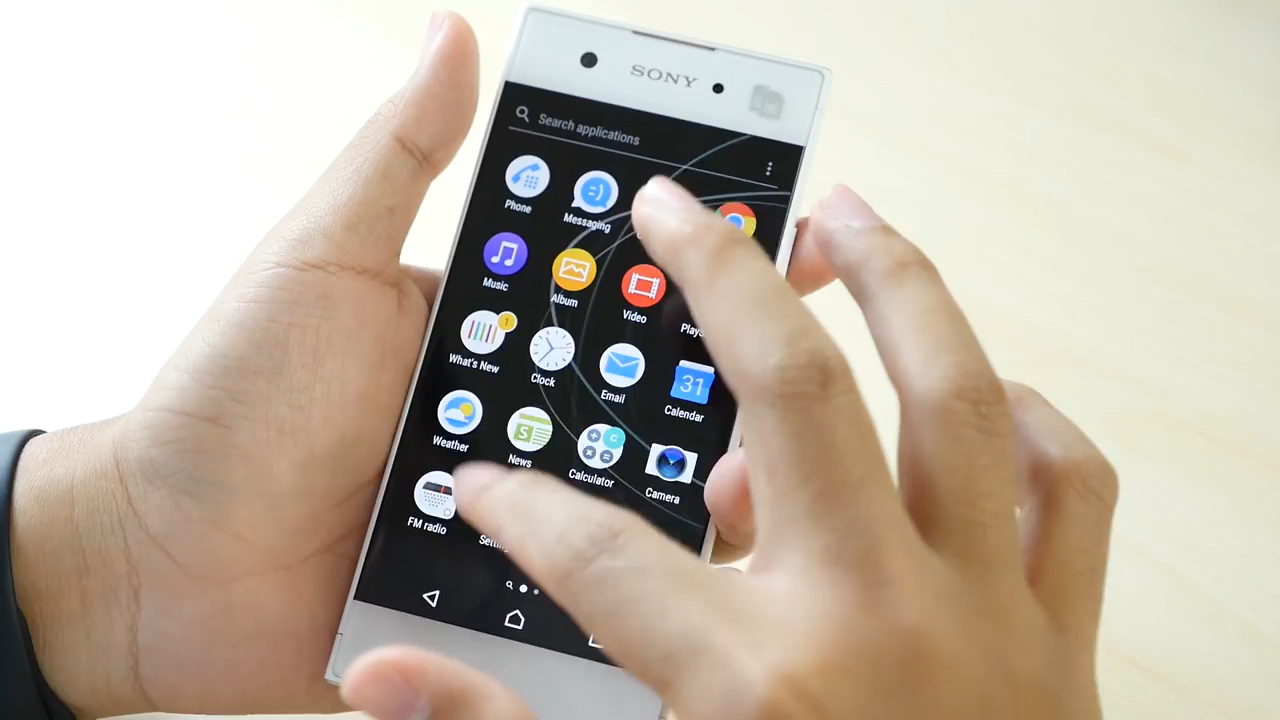 SONY
Search applications
Phone
Messaging
Music
Album
Video
What's New
1
Clock
Email
31
Calendar
Weather
S
News
C
Calculator
Camera
FM radio